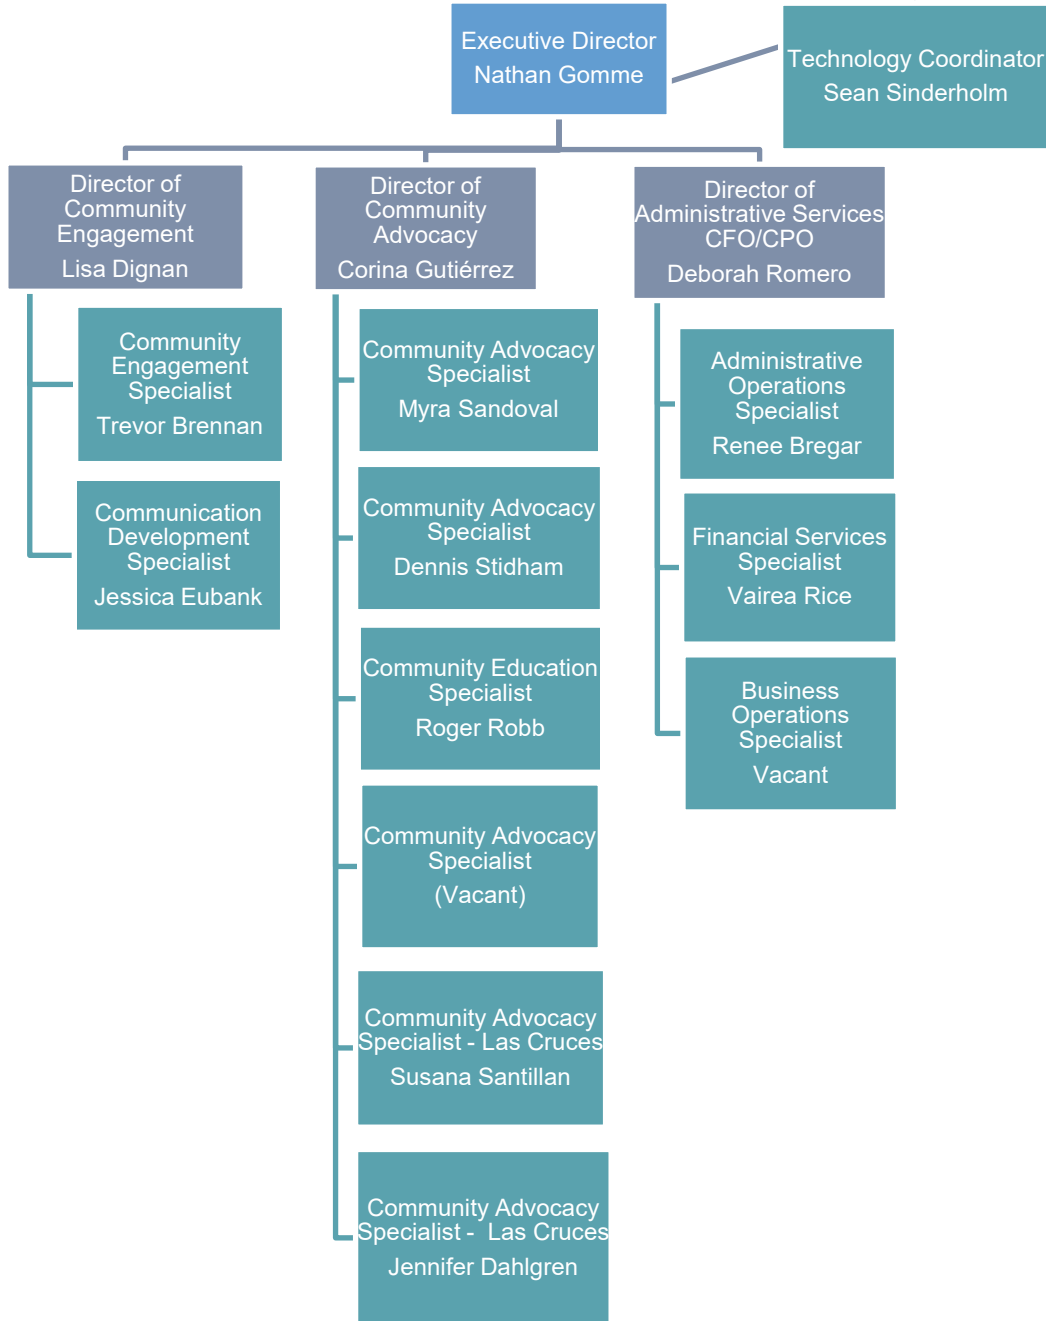 Executive Director
Nathan Gomme
Technology Coordinator
Sean Sinderholm
Director of
Community
Engagement
Lisa Dignan
Director of
Community
Advocacy
Corina Gutiérrez
Director of
Administrative Services
CFO/CPO
Deborah Romero
Community
Engagement
Specialist
Trevor Brennan
Communication
Development
Specialist
Jessica Eubank
Community Advocacy
Specialist
Myra Sandoval
Community Advocacy
Specialist
Dennis Stidham
Community Education
Specialist
Roger Robb
Community Advocacy
Specialist
(Vacant)
Community Advocacy
Specialist - Las Cruces
Susana Santillan
Community Advocacy
Specialist -  Las Cruces
Jennifer Dahlgren
Administrative
Operations
Specialist
Renee Bregar
Financial Services
Specialist
Vairea Rice
Business
Operations
Specialist
Vacant